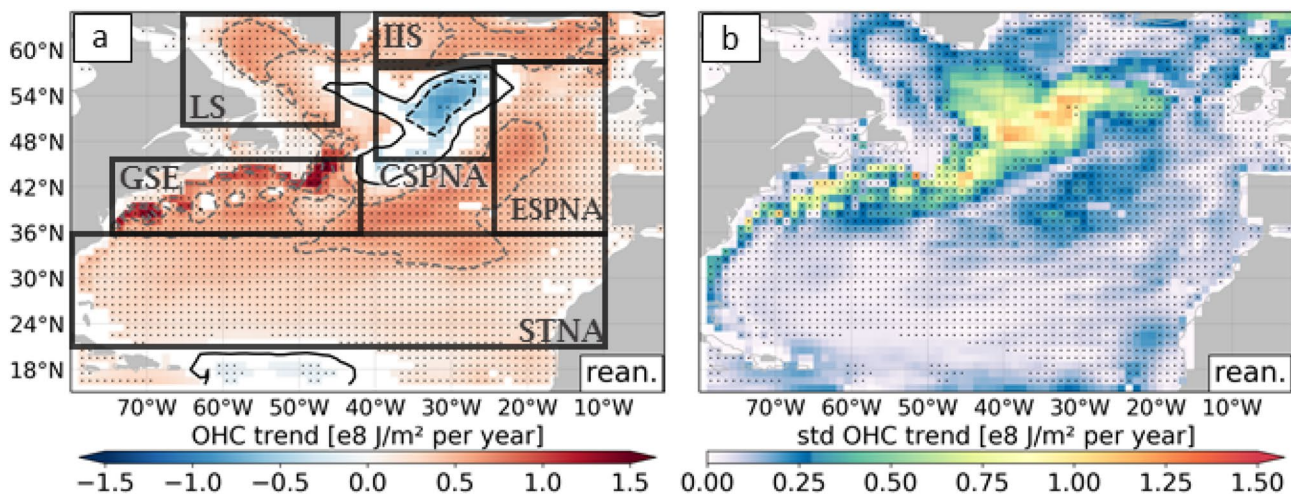 a
b
60°N
54°N
48°N
42°N
36°N
30°N
24°N
18°N
LS
IIS
GSE
CSPNA
ESPNA
STNA
rean.
rean.
70°W 60°W 50°W 40°W 30°W 20°W 10°W
70°W 60°W 50°W 40°W 30°W 20°W 10°W
OHC trend [e8 J/m² per year]
std OHC trend [e8 J/m² per year]
−1.5 −1.0 −0.5 0.0 0.5 1.0 1.5
0.00 0.25 0.50 0.75 1.00 1.25 1.50